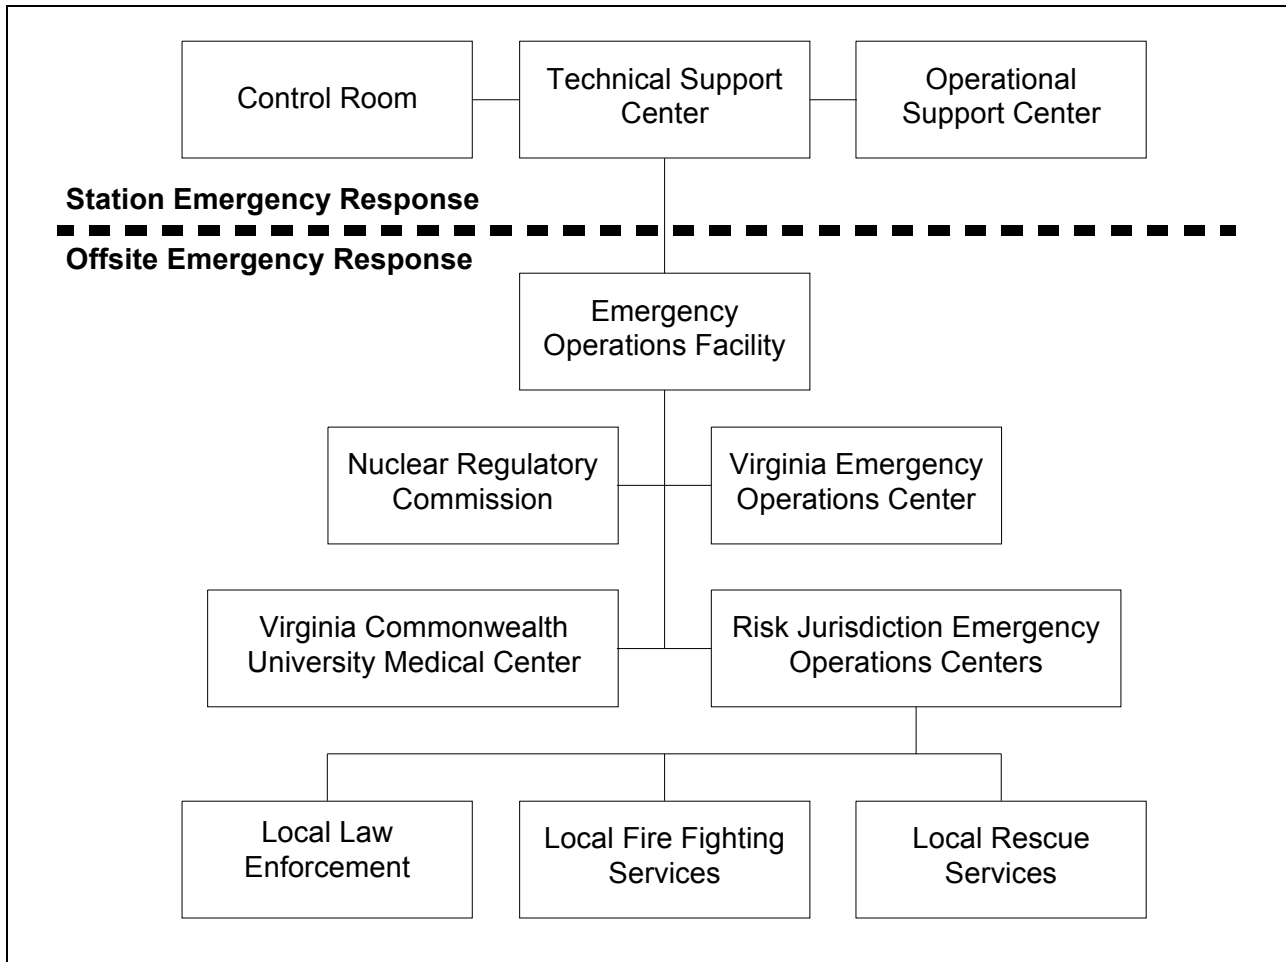 Control Room
Technical Support
Center
Operational
Support Center
Station Emergency Response
Offsite Emergency Response
Emergency
Operations Facility
Nuclear Regulatory
Commission
Virginia Emergency
Operations Center
Virginia Commonwealth
University Medical Center
Risk Jurisdiction Emergency
Operations Centers
Local Law
Enforcement
Local Fire Fighting
Services
Local Rescue
Services